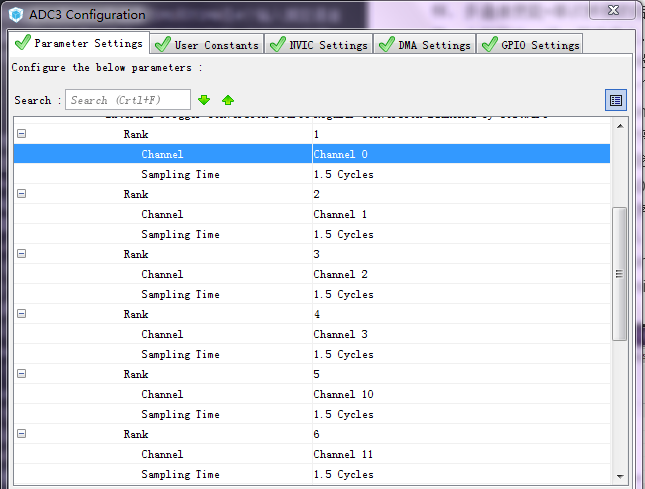 ADC3 Configuration
Parameter Settings
User Constants
NVIC Settings
DMA Settings
GPIO Settings
Configure the below parameters :
Search : Search (Crtl+F)
Rank 1
Channel Channel 0
Sampling Time 1.5 Cycles
Rank 2
Channel Channel 1
Sampling Time 1.5 Cycles
Rank 3
Channel Channel 2
Sampling Time 1.5 Cycles
Rank 4
Channel Channel 3
Sampling Time 1.5 Cycles
Rank 5
Channel Channel 10
Sampling Time 1.5 Cycles
Rank 6
Channel Channel 11
Sampling Time 1.5 Cycles